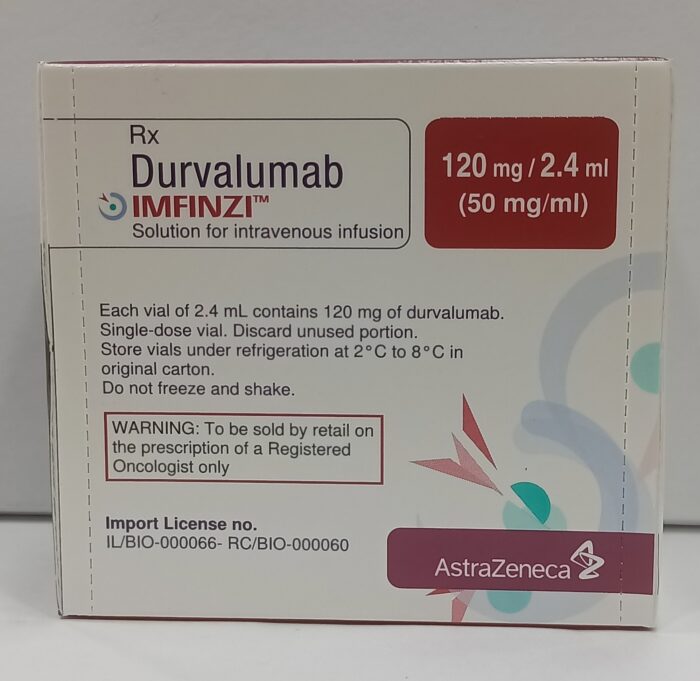 Rx
Durvalumab
IMFINZI™
Solution for intravenous infusion
120 mg / 2.4 ml
(50 mg/ml)
Each vial of 2.4 mL contains 120 mg of durvalumab.
Single-dose vial. Discard unused portion.
Store vials under refrigeration at 2°C to 8°C in
original carton.
Do not freeze and shake.
WARNING: To be sold by retail on
the prescription of a Registered
Oncologist only
Import License no.
IL/BIO-000066- RC/BIO-000060
AstraZeneca